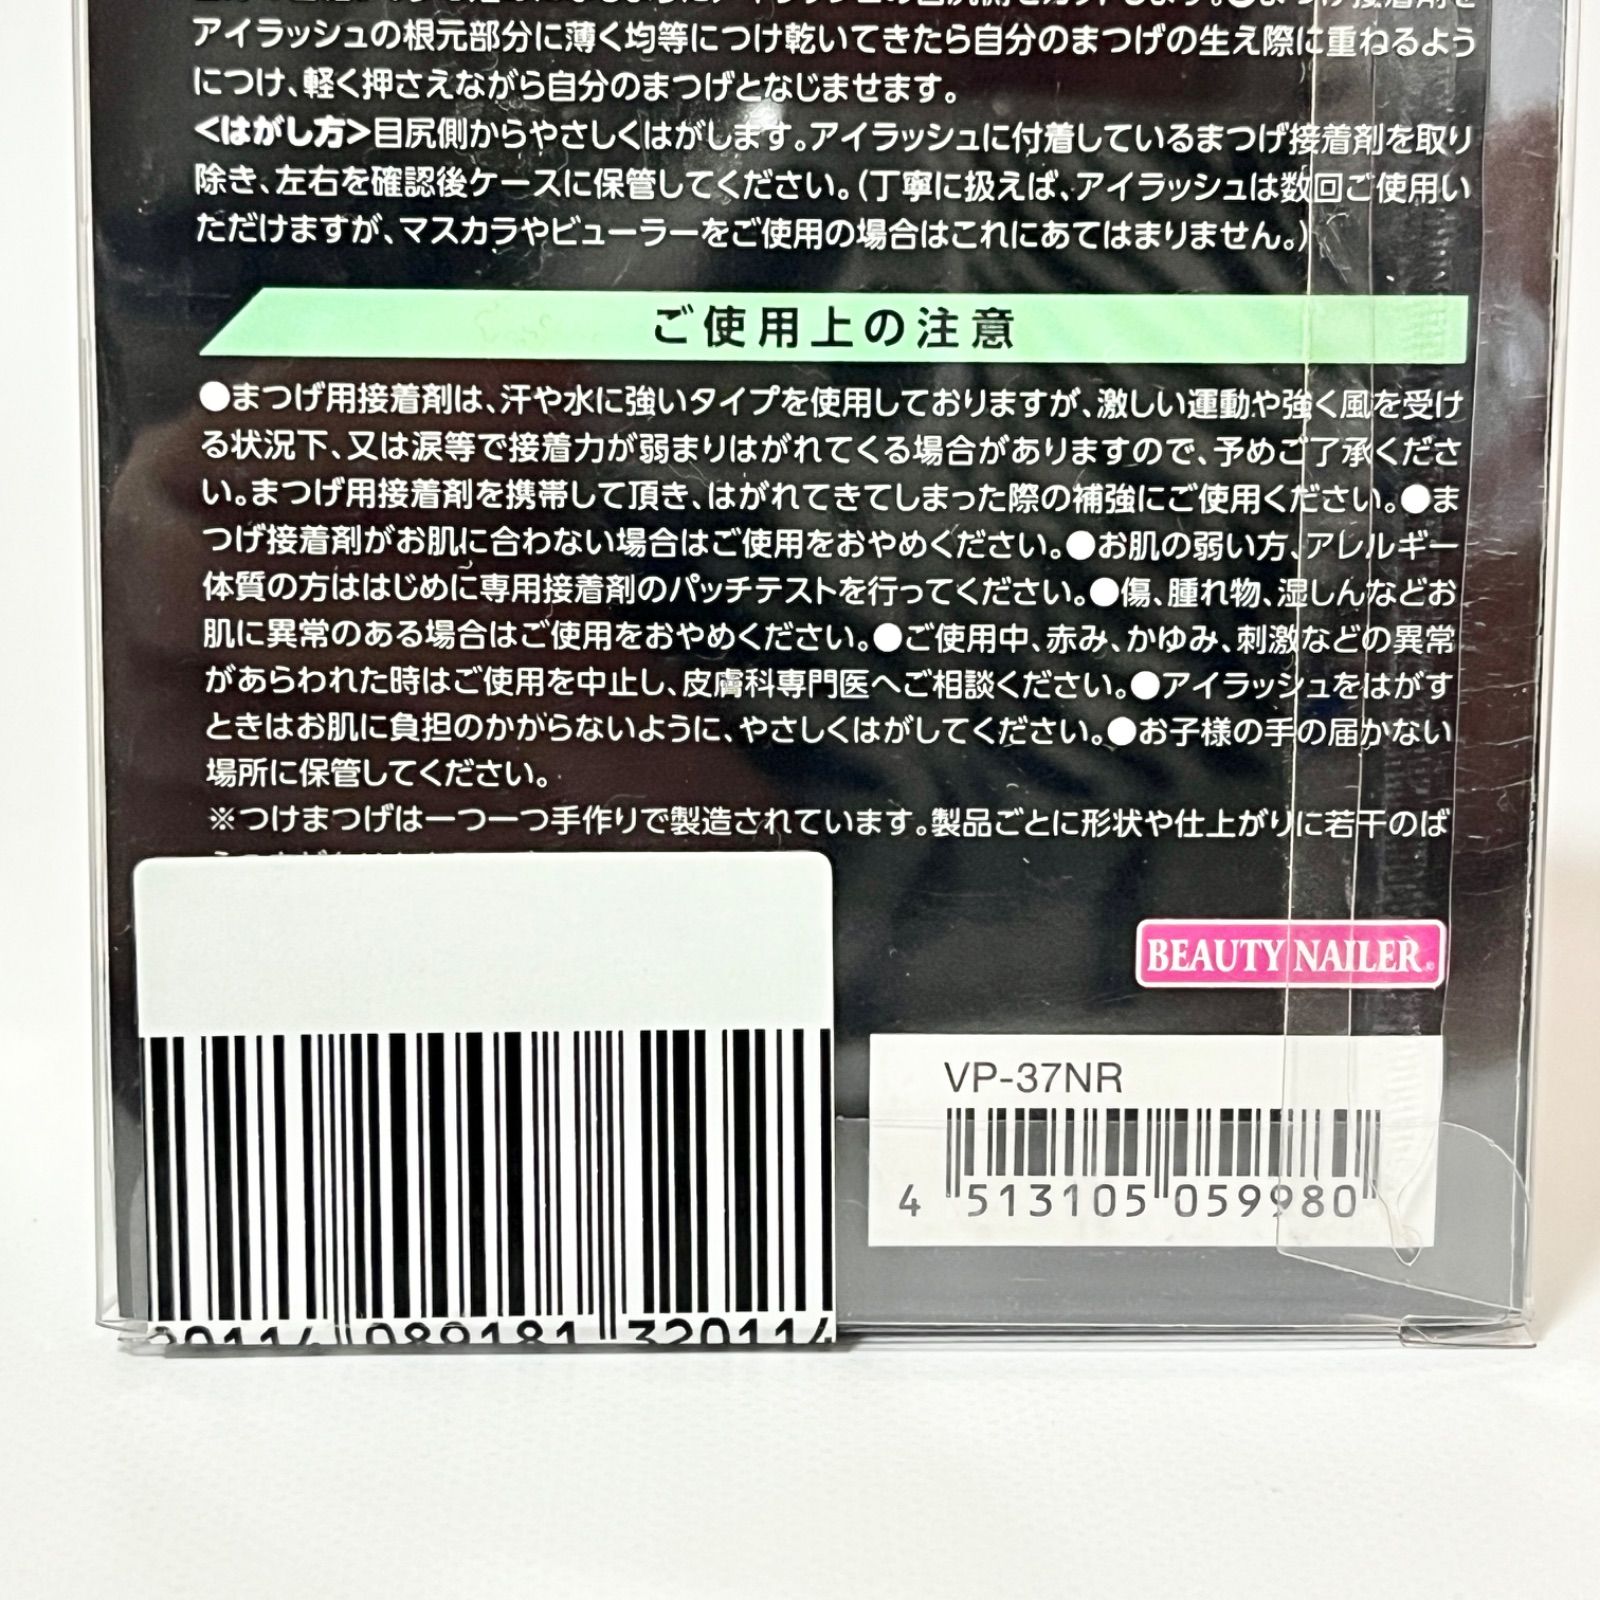 アイラッシュの根元部分に薄く均等につけ乾いてきたら自分のまつげの生え際に重ねるよう
につけ、軽く押さえながら自分のまつげとなじませます。
<はがし方>目尻側からやさしくはがします。アイラッシュに付着しているまつげ接着剤を取り
除き、左右を確認後ケースに保管してください。(丁寧に扱えば、アイラッシュは数回ご使用い
ただけますが、マスカラやビューラーをご使用の場合はこれにあてはまりません。)
ご使用上の注意
●まつげ用接着剤は、汗や水に強いタイプを使用しておりますが、激しい運動や強く風を受け
る状況下、又は涙等で接着力が弱まりはがれてくる場合がありますので、予めご了承くださ
い。まつげ用接着剤を携帯して頂き、はがれてきてしまった際の補強にご使用ください。●ま
つげ接着剤がお肌に合わない場合はご使用をおやめください。●お肌の弱い方、アレルギー
体質の方ははじめに専用接着剤のパッチテストを行ってください。●傷、腫れ物、湿しんなどお
肌に異常のある場合はご使用をおやめください。●ご使用中、赤み、かゆみ、刺激などの異常
があらわれた時はご使用を中止し、皮膚科専門医へご相談ください。●アイラッシュをはがす
ときはお肌に負担のかからないように、やさしくはがしてください。●お子様の手の届かない
場所に保管してください。
※つけまつげは一つ一つ手作りで製造されています。製品ごとに形状や仕上がりに若干のば
BEAUTY NAILER®
VP-37NR
4 513105 059980
20114 089181 320114